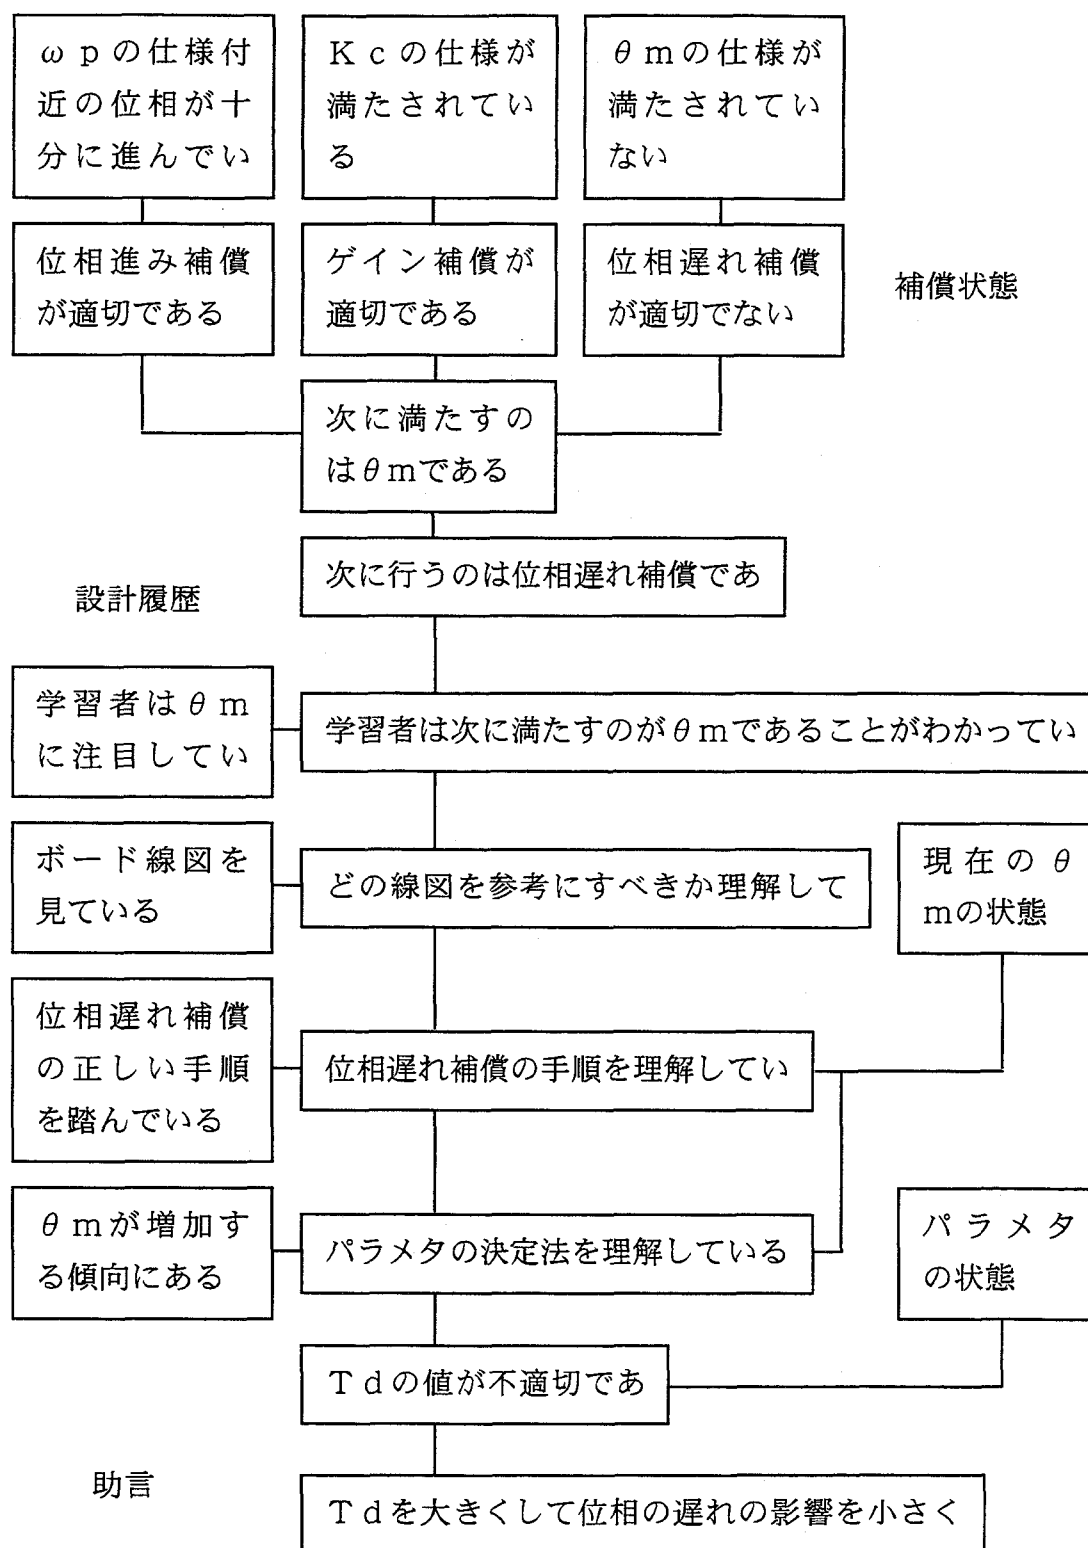 ωpの仕様付
近の位相が十
分に進んでい
Kcの仕様が
満たされてい
る
θmの仕様が
満たされてい
ない
位相進み補償
が適切である
ゲイン補償が
適切である
位相遅れ補償
が適切でない
補償状態
次に満たすの
はθmである
次に行うのは位相遅れ補償であ
設計履歴
学習者はθm
に注目してい
学習者は次に満たすのがθmであることがわかってい
ボード線図を
見ている
どの線図を参考にすべきか理解して
現在のθ
mの状態
位相遅れ補償
の正しい手順
を踏んでいる
位相遅れ補償の手順を理解してい
θmが増加す
る傾向にある
パラメタの決定法を理解している
パラメタ
の状態
Tdの値が不適切であ
助言
Tdを大きくして位相の遅れの影響を小さく